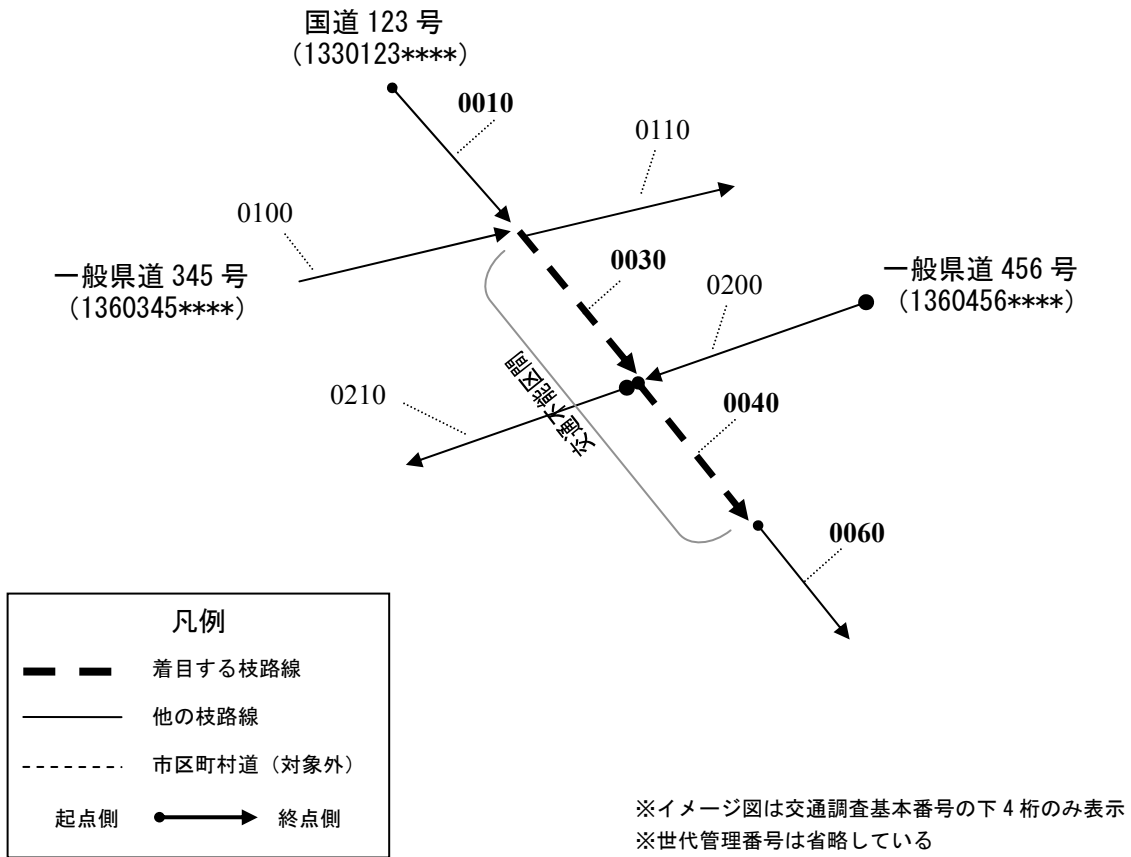 国道 123 号
（1330123****）
0010
0110
0100
一般県道 345 号
（1360345****）
0030
一般県道 456 号
（1360456****）
0200
交通不能区間
0210
0040
0060
凡例
着目する枝路線
他の枝路線
市区町村道（対象外）
起点側 終点側
※イメージ図は交通調査基本番号の下 4 桁のみ表示
※世代管理番号は省略している